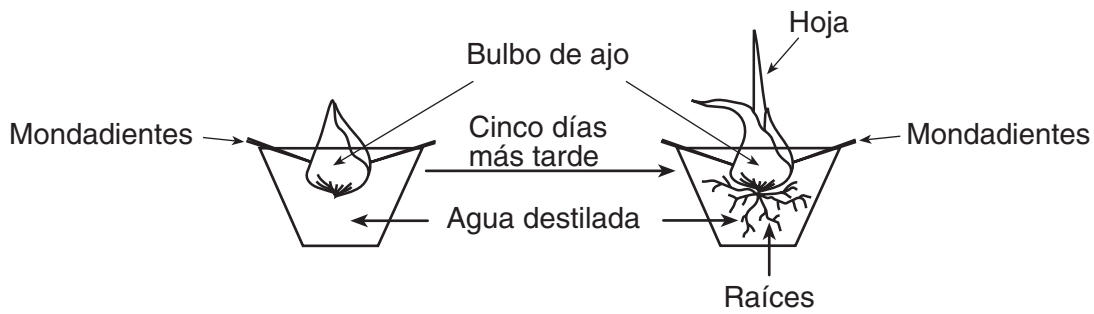 Hoja
Bulbo de ajo
Mondadientes
Cinco días
más tarde
Mondadientes
Agua destilada
Raíces